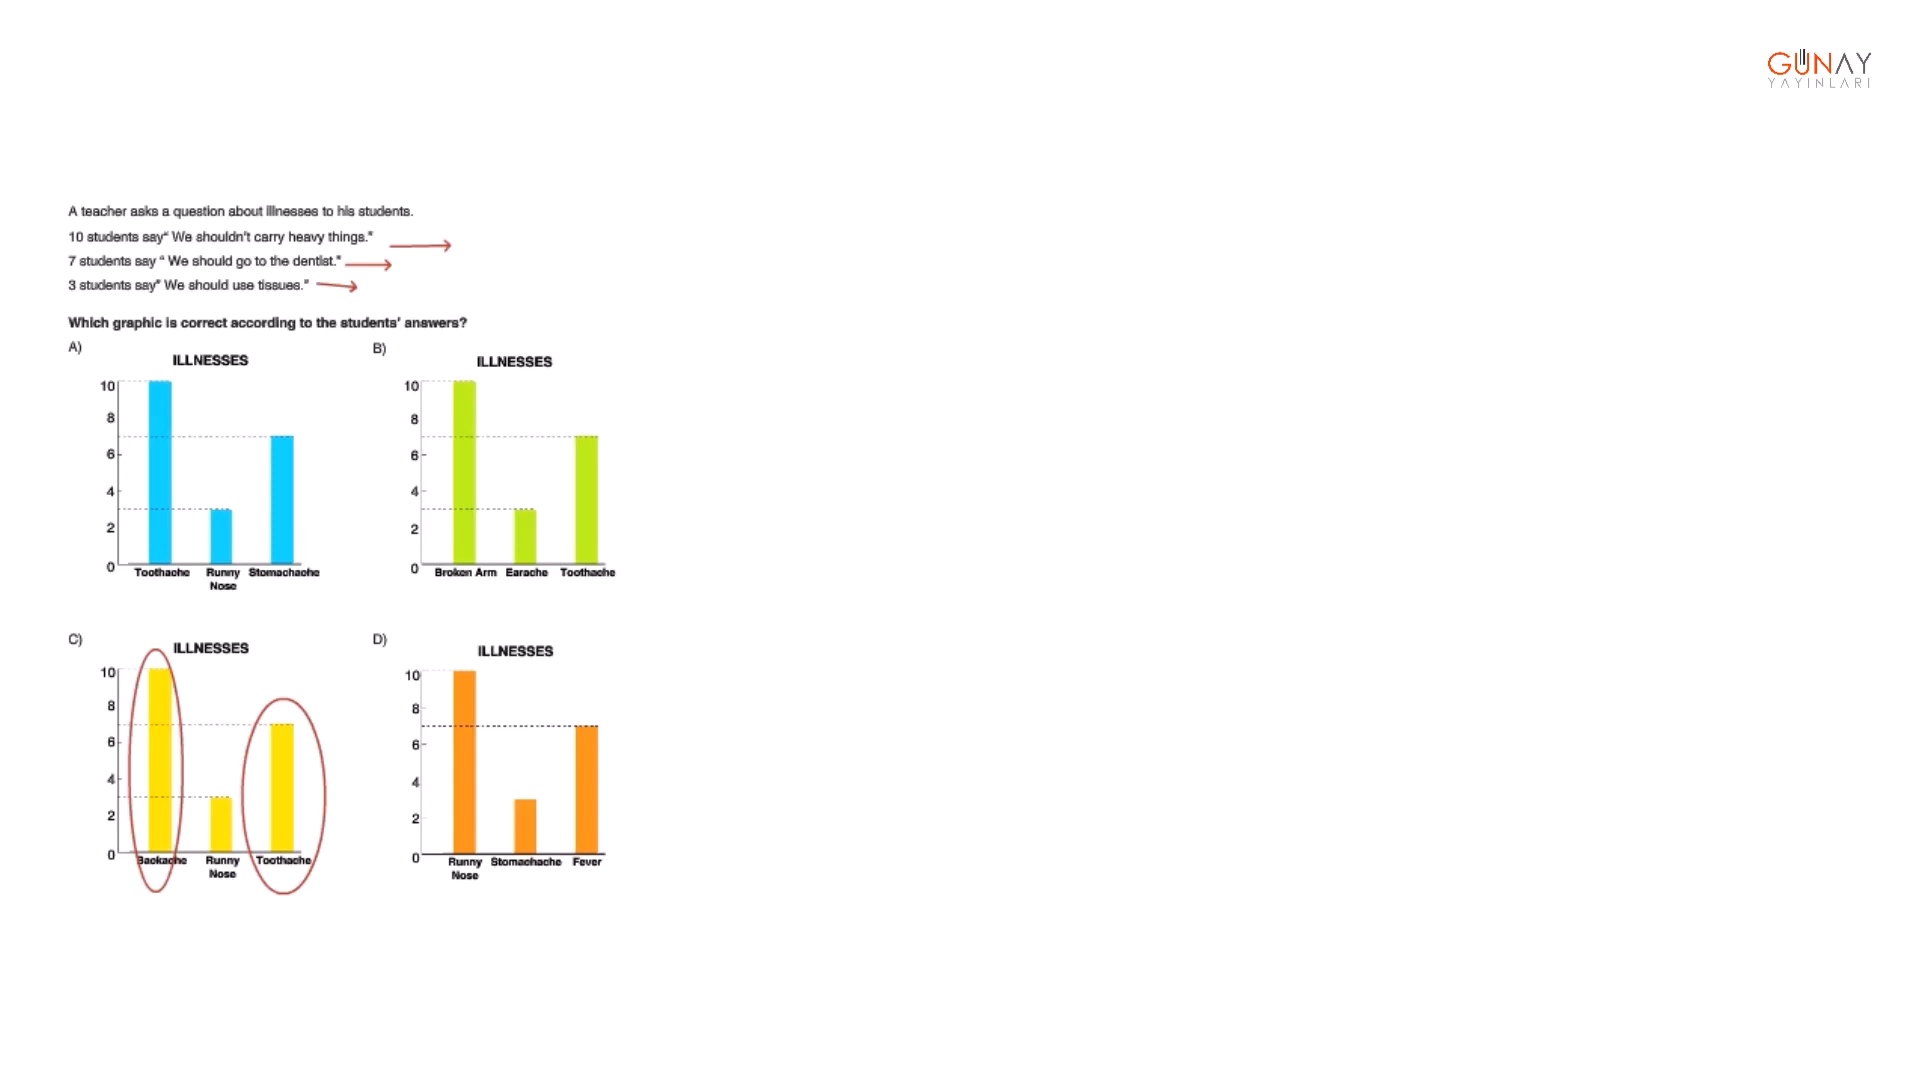 GÜNAY
YAYINLARI
A teacher asks a question about illnesses to his students.
10 students say“ We shouldn't carry heavy things.”
7 students say “ We should go to the dentist.”
3 students say” We should use tissues.”
Which graphic is correct according to the students' answers?
A)
ILLNESSES
10
8
6
4
2
0
Toothache Runny Stomachache
Nose
B)
ILLNESSES
10
8
6
4
2
0
Broken Arm Earache Toothache
C)
ILLNESSES
10
8
6
4
2
0
Backache Runny Toothache
Nose
D)
ILLNESSES
10
8
6
4
2
0
Runny Stomachache Fever
Nose